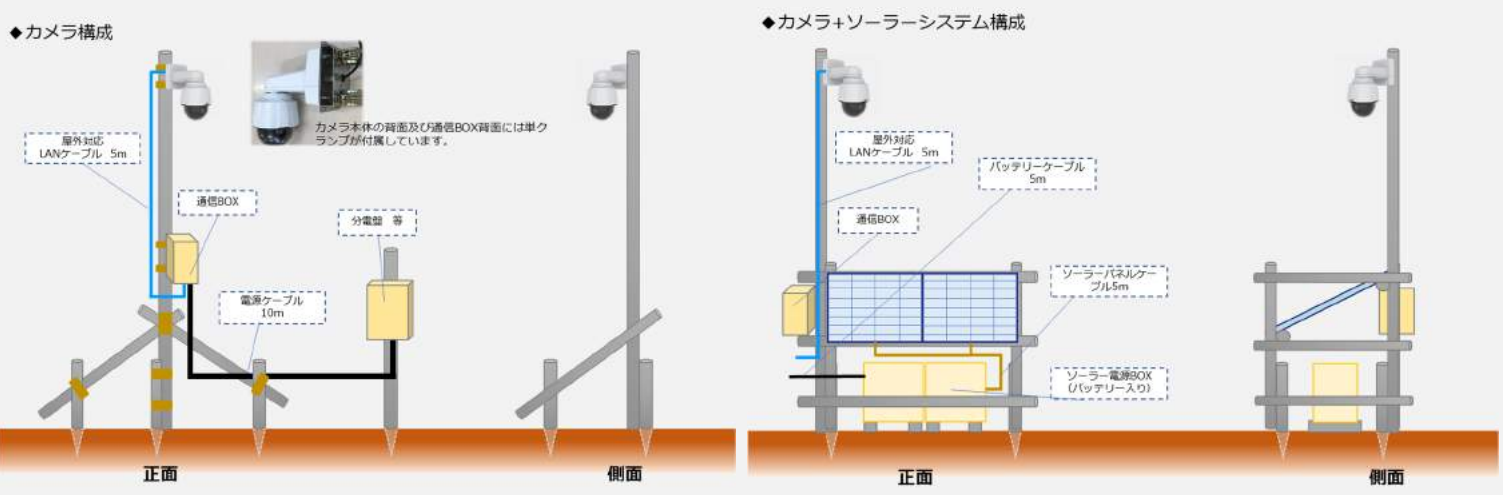 ◆カメラ構成
カメラ本体の背面及び通信BOX背面には単ク
ランプが付属しています。
屋外対応
LANケーブル 5m
通信BOX
分電盤 等
電源ケーブル
10m
正面
側面
◆カメラ+ソーラーシステム構成
屋外対応
LANケーブル 5m
バッテリーケーブル
5m
通信BOX
ソーラーパネルケー
ブル5m
ソーラー電源BOX
(バッテリー入り)
正面
側面